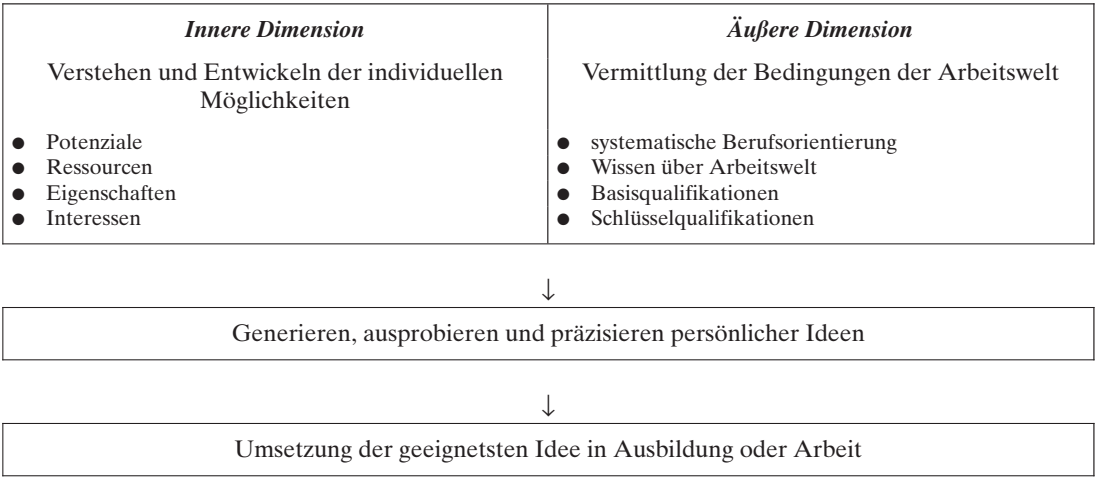 Innere Dimension
Verstehen und Entwickeln der individuellen
Möglichkeiten
● Potenziale
● Ressourcen
● Eigenschaften
● Interessen
Äußere Dimension
Vermittlung der Bedingungen der Arbeitswelt
● systematische Berufsorientierung
● Wissen über Arbeitswelt
● Basisqualifikationen
● Schlüsselqualifikationen
↓
Generieren, ausprobieren und präzisieren persönlicher Ideen
↓
Umsetzung der geeignetsten Idee in Ausbildung oder Arbeit